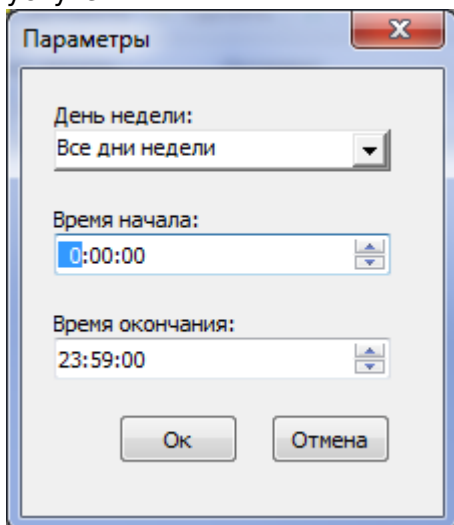 Параметры
День недели:
Все дни недели
Время начала:
0:00:00
Время окончания:
23:59:00
Ок Отмена